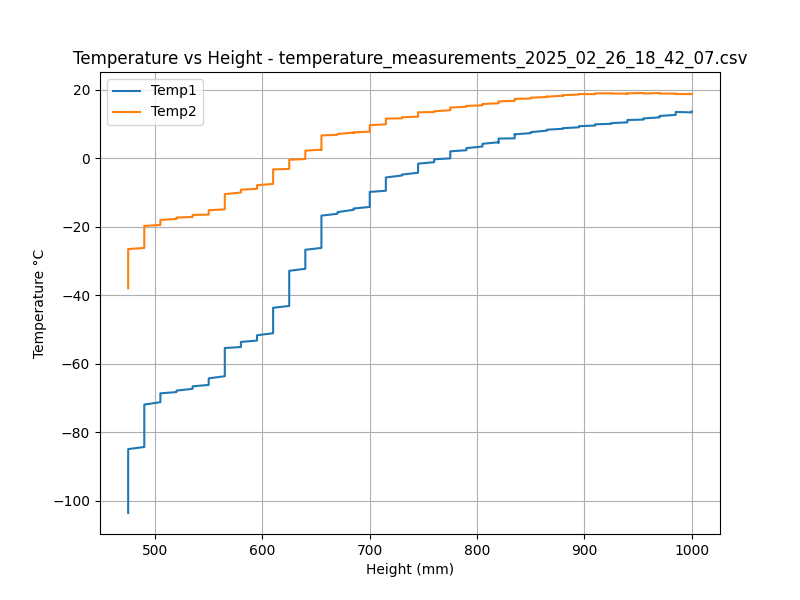 Temperature vs Height - temperature_measurements_2025_02_26_18_42_07.csv
Temp1
Temp2
20
0
−20
−40
−60
−80
−100
Temperature °C
500 600 700 800 900 1000
Height (mm)